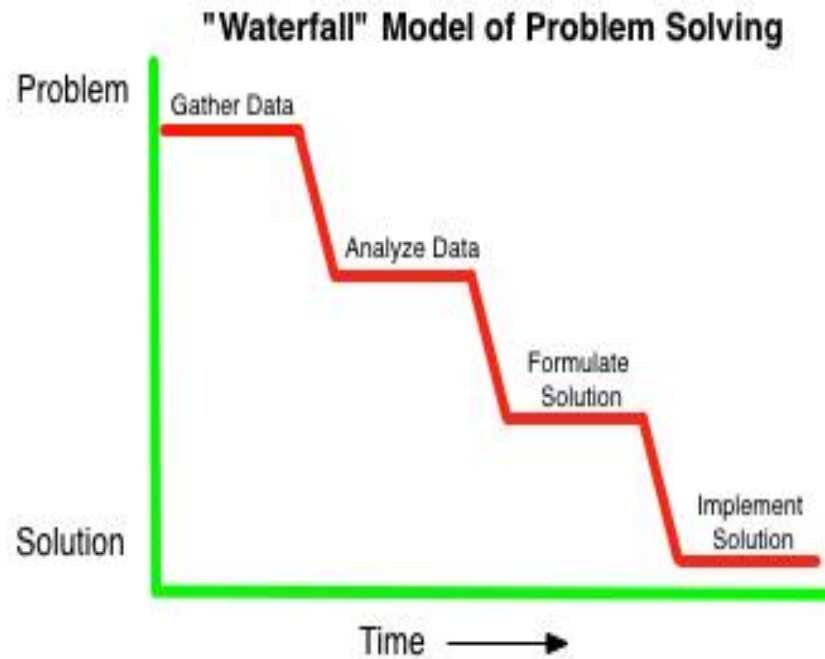 "Waterfall" Model of Problem Solving
Problem
Gather Data
Analyze Data
Formulate
Solution
Implement
Solution
Solution
Time